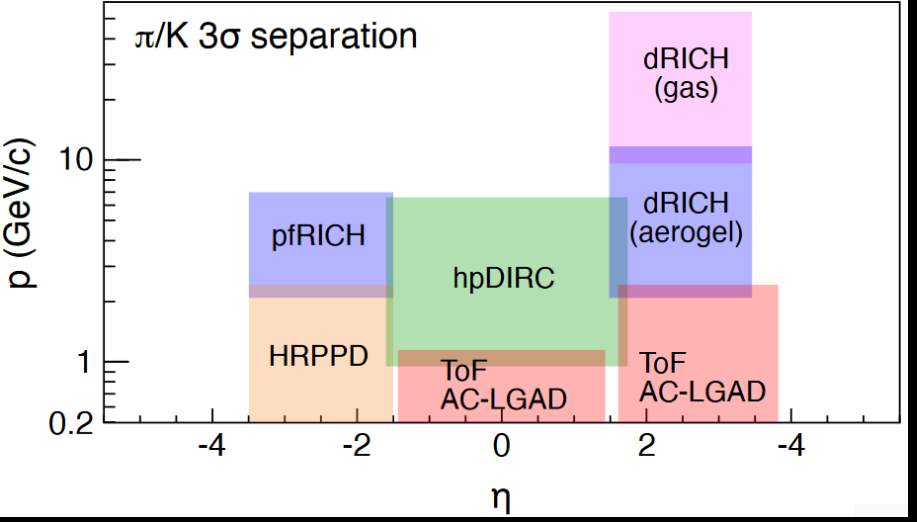 π/K 3σ separation
dRICH
(gas)
10
dRICH
(aerogel)
pfRICH
hpDIRC
p (GeV/c)
HRPPD
1
ToF
AC-LGAD
ToF
AC-LGAD
0.2
-4 -2 0 2 -4
η